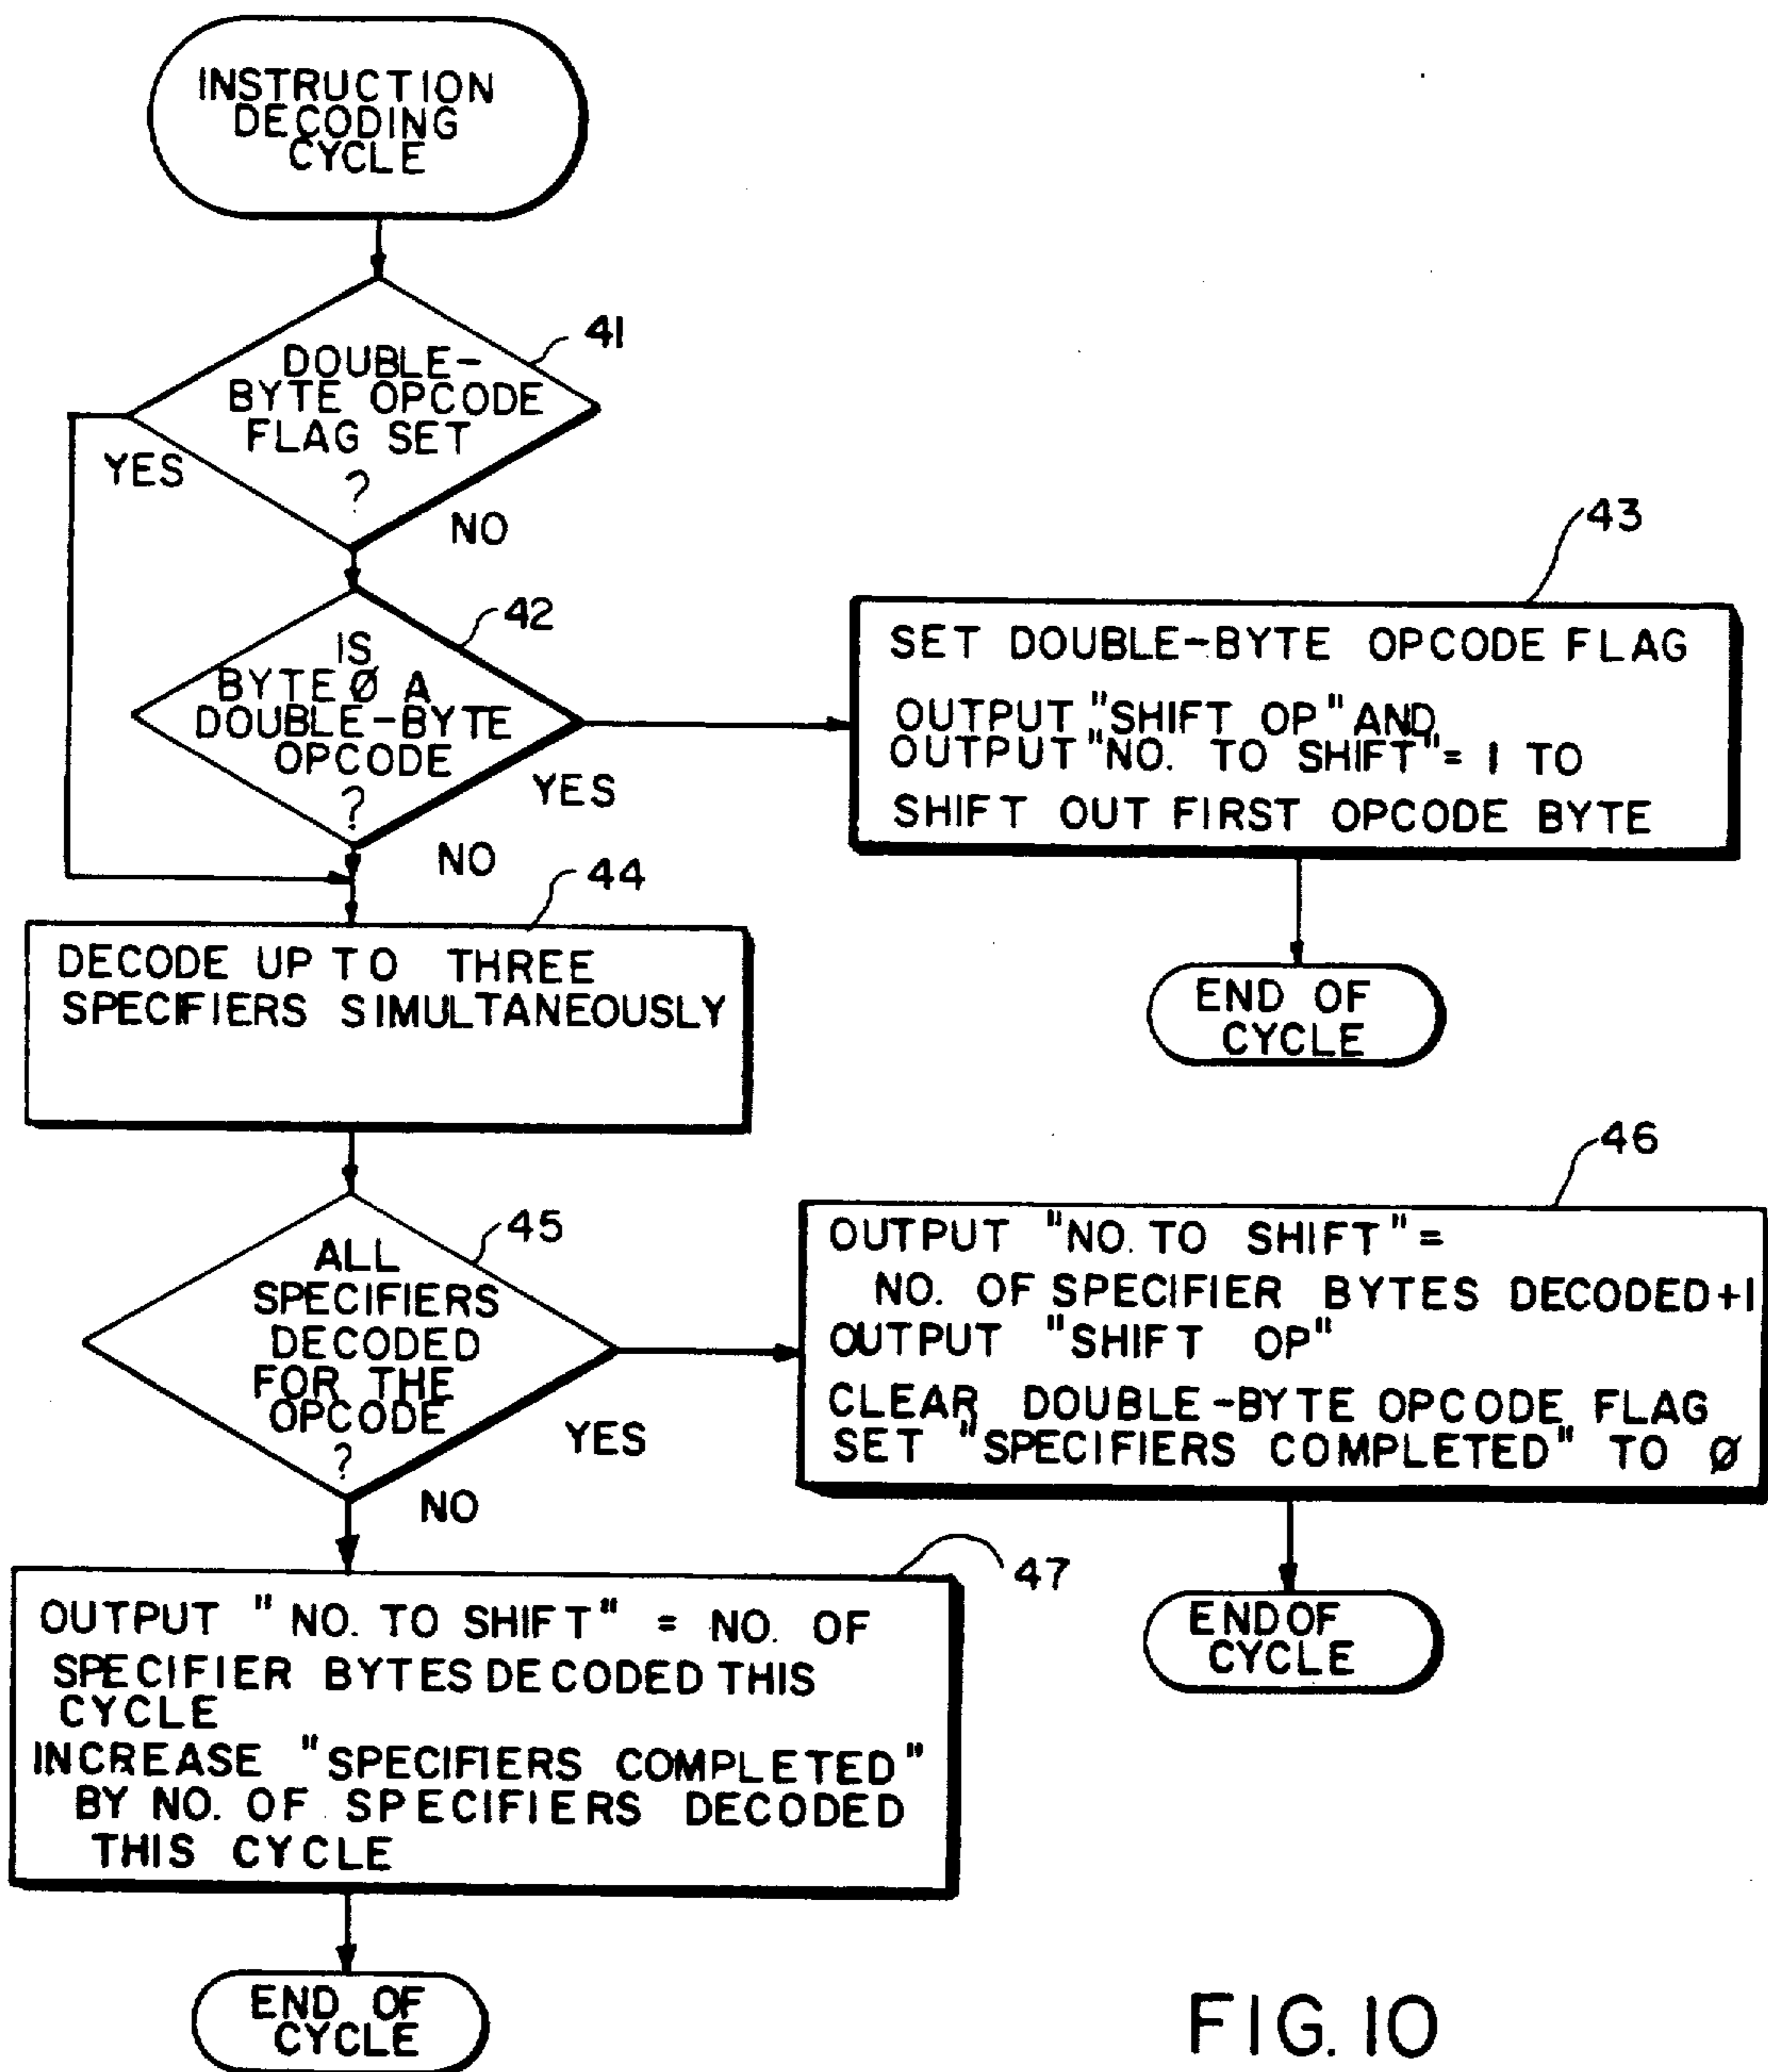 INSTRUCTION
DECODING
CYCLE
41
DOUBLE-
BYTE OPCODE
FLAG SET
?
YES
NO
42
IS
BYTE Ø A
DOUBLE-BYTE
OPCODE
?
YES
NO
43
SET DOUBLE-BYTE OPCODE FLAG
OUTPUT "SHIFT OP" AND
OUTPUT "NO. TO SHIFT" = 1 TO
SHIFT OUT FIRST OPCODE BYTE
END OF
CYCLE
44
DECODE UP TO THREE
SPECIFIERS SIMULTANEOUSLY
45
ALL
SPECIFIERS
DECODED
FOR THE
OPCODE
?
YES
NO
46
OUTPUT "NO. TO SHIFT" =
NO. OF SPECIFIER BYTES DECODED+1
OUTPUT "SHIFT OP"
CLEAR DOUBLE-BYTE OPCODE FLAG
SET "SPECIFIERS COMPLETED" TO Ø
END OF
CYCLE
47
OUTPUT "NO. TO SHIFT" = NO. OF
SPECIFIER BYTES DECODED THIS
CYCLE
INCREASE "SPECIFIERS COMPLETED"
BY NO. OF SPECIFIERS DECODED
THIS CYCLE
END OF
CYCLE
FIG. 10